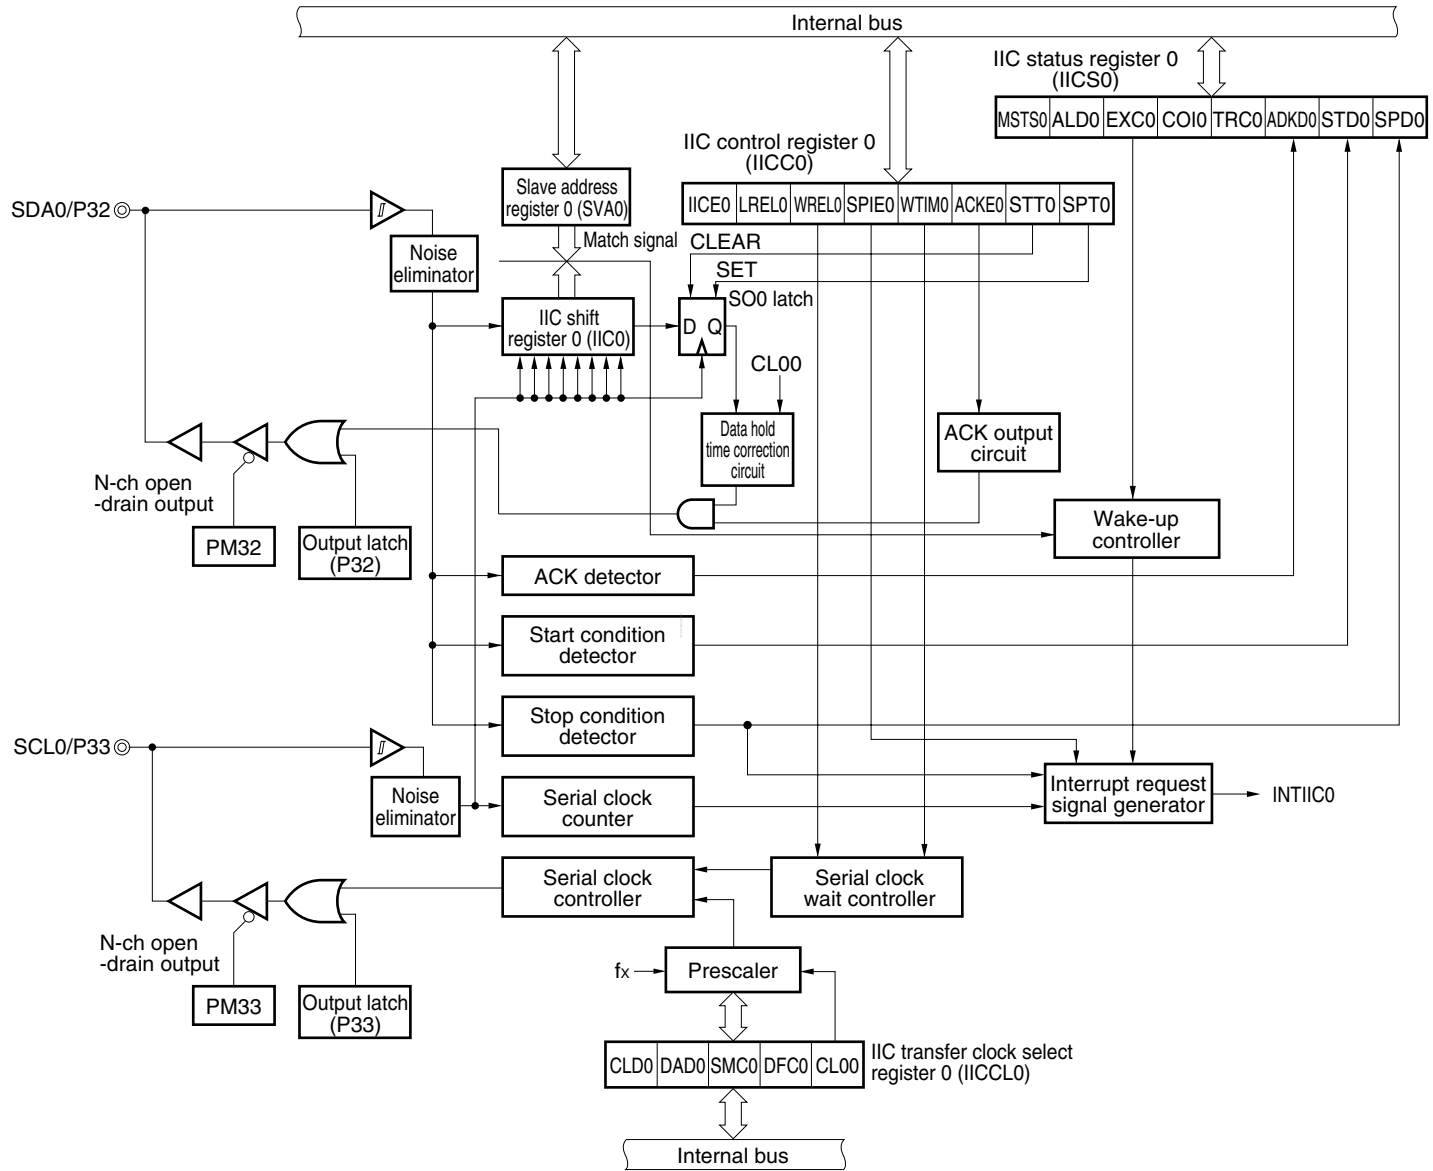 Internal bus
IIC status register 0
(IICS0)
MSTS0 ALD0 EXC0 COI0 TRC0 ADKD0 STD0 SPD0
IIC control register 0
(IICC0)
IICE0 LREL0 WREL0 SPIE0 WTIM0 ACKE0 STT0 SPT0
Slave address
register 0 (SVA0)
SDA0/P32
Noise
eliminator
Match signal
CLEAR
SET
SO0 latch
IIC shift
register 0 (IIC0)
D Q
CL00
Data hold
time correction
circuit
ACK output
circuit
N-ch open
-drain output
PM32
Output latch
(P32)
Wake-up
controller
ACK detector
Start condition
detector
Stop condition
detector
SCL0/P33
Noise
eliminator
Serial clock
counter
Interrupt request
signal generator
INTIIC0
Serial clock
controller
Serial clock
wait controller
N-ch open
-drain output
PM33
Output latch
(P33)
fx
Prescaler
CLD0 DAD0 SMC0 DFC0 CL00
IIC transfer clock select
register 0 (IICCL0)
Internal bus